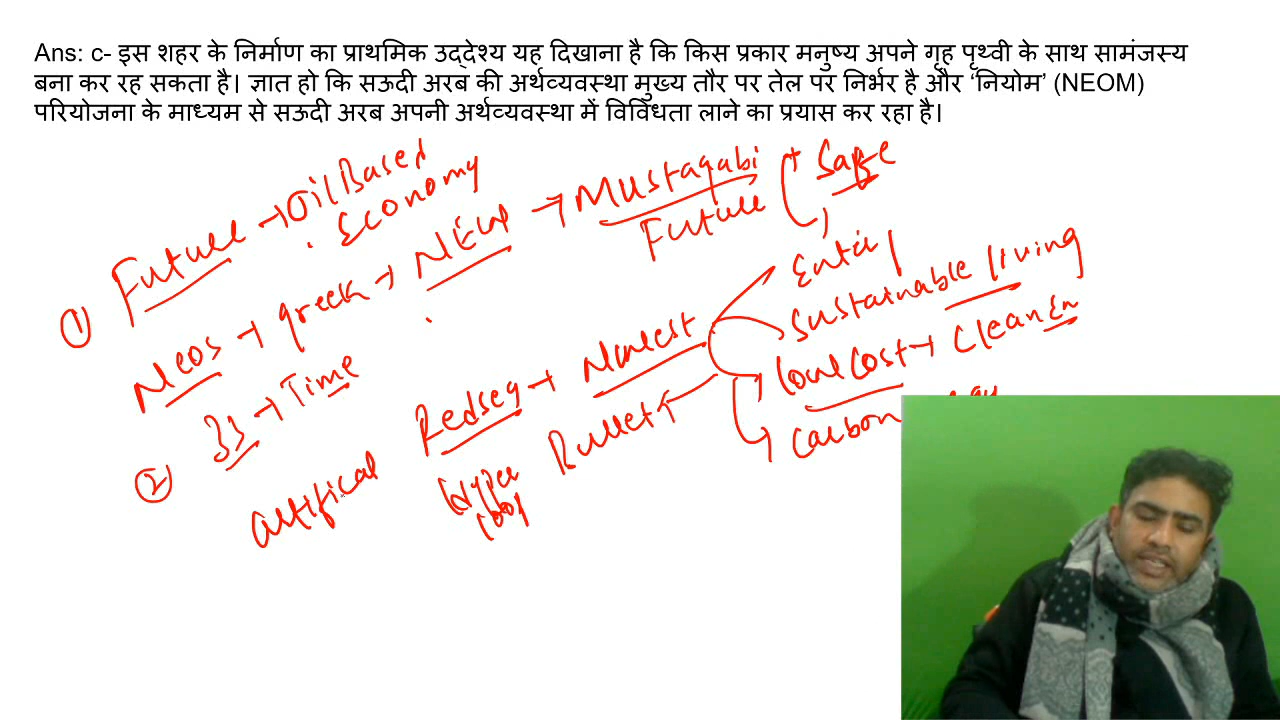 Ans: c- इस शहर के निर्माण का प्राथमिक उद्देश्य यह दिखाना है कि किस प्रकार मनुष्य अपने गृह पृथ्वी के साथ सामंजस्य
बना कर रह सकता है। ज्ञात हो कि सऊदी अरब की अर्थव्यवस्था मुख्य तौर पर तेल पर निर्भर है और ‘नियोम’ (NEOM)
परियोजना के माध्यम से सऊदी अरब अपनी अर्थव्यवस्था में विविधता लाने का प्रयास कर रहा है।
① Future → Oil Based
Economy
Neos → greek → NEW → Mustaqabi + Safe
Future
33 → Time
② Redsea → Nearest
Sustainable living
Low Cost → Clean En
Carbon
Bullet
Hyper
loop
artifical